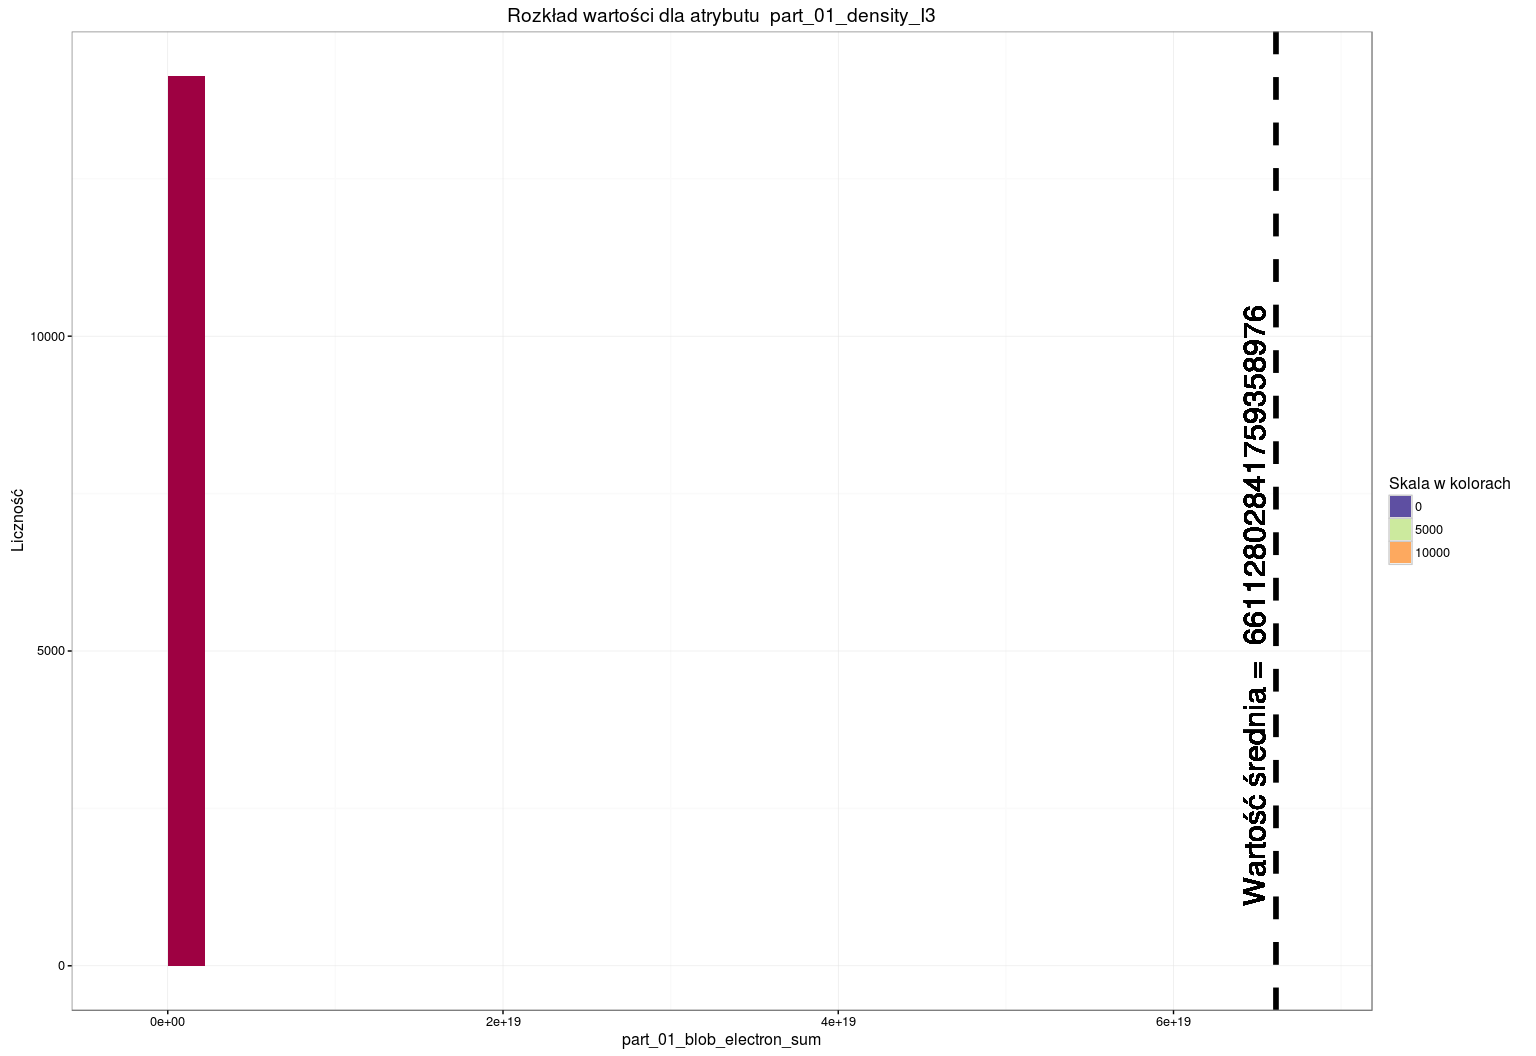 Rozkład wartości dla atrybutu part_01_density_I3
Liczność
10000
5000
0
Wartość średnia = 66112802841759358976
0e+00
2e+19
4e+19
6e+19
part_01_blob_electron_sum
Skala w kolorach
0
5000
10000